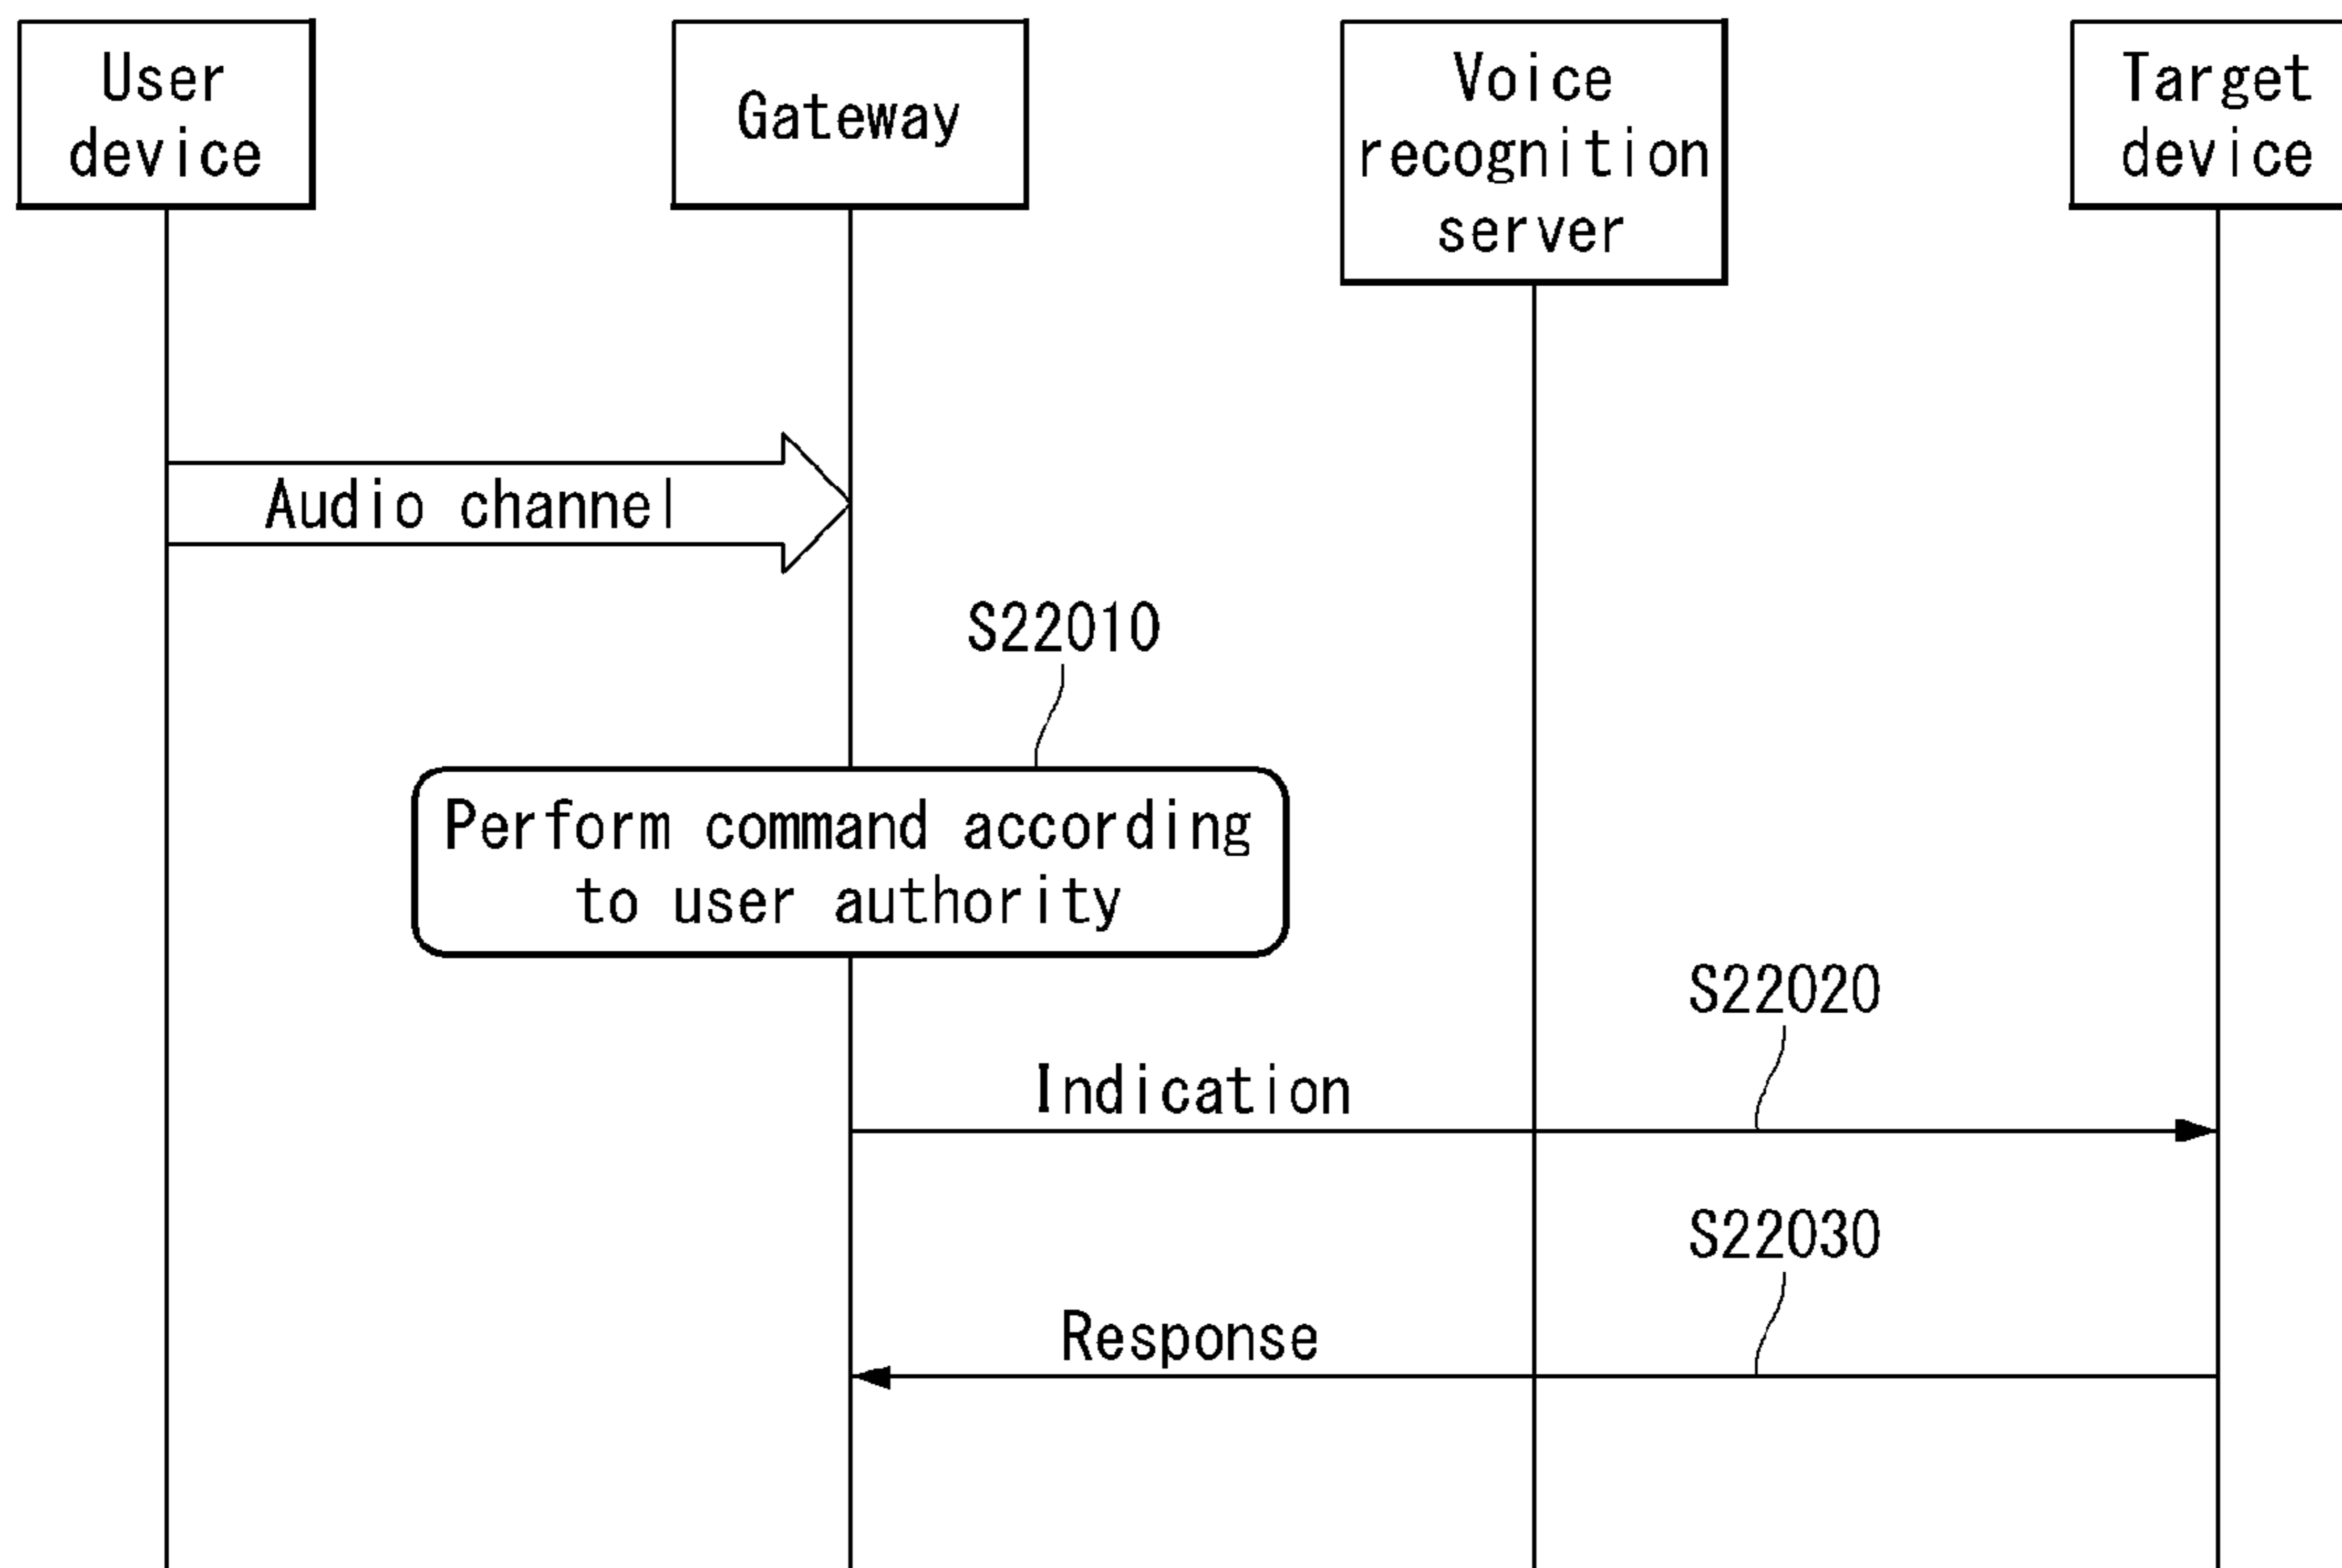 User
device
Gateway
Voice
recognition
server
Target
device
Audio channel
S22010
Perform command according
to user authority
S22020
Indication
S22030
Response